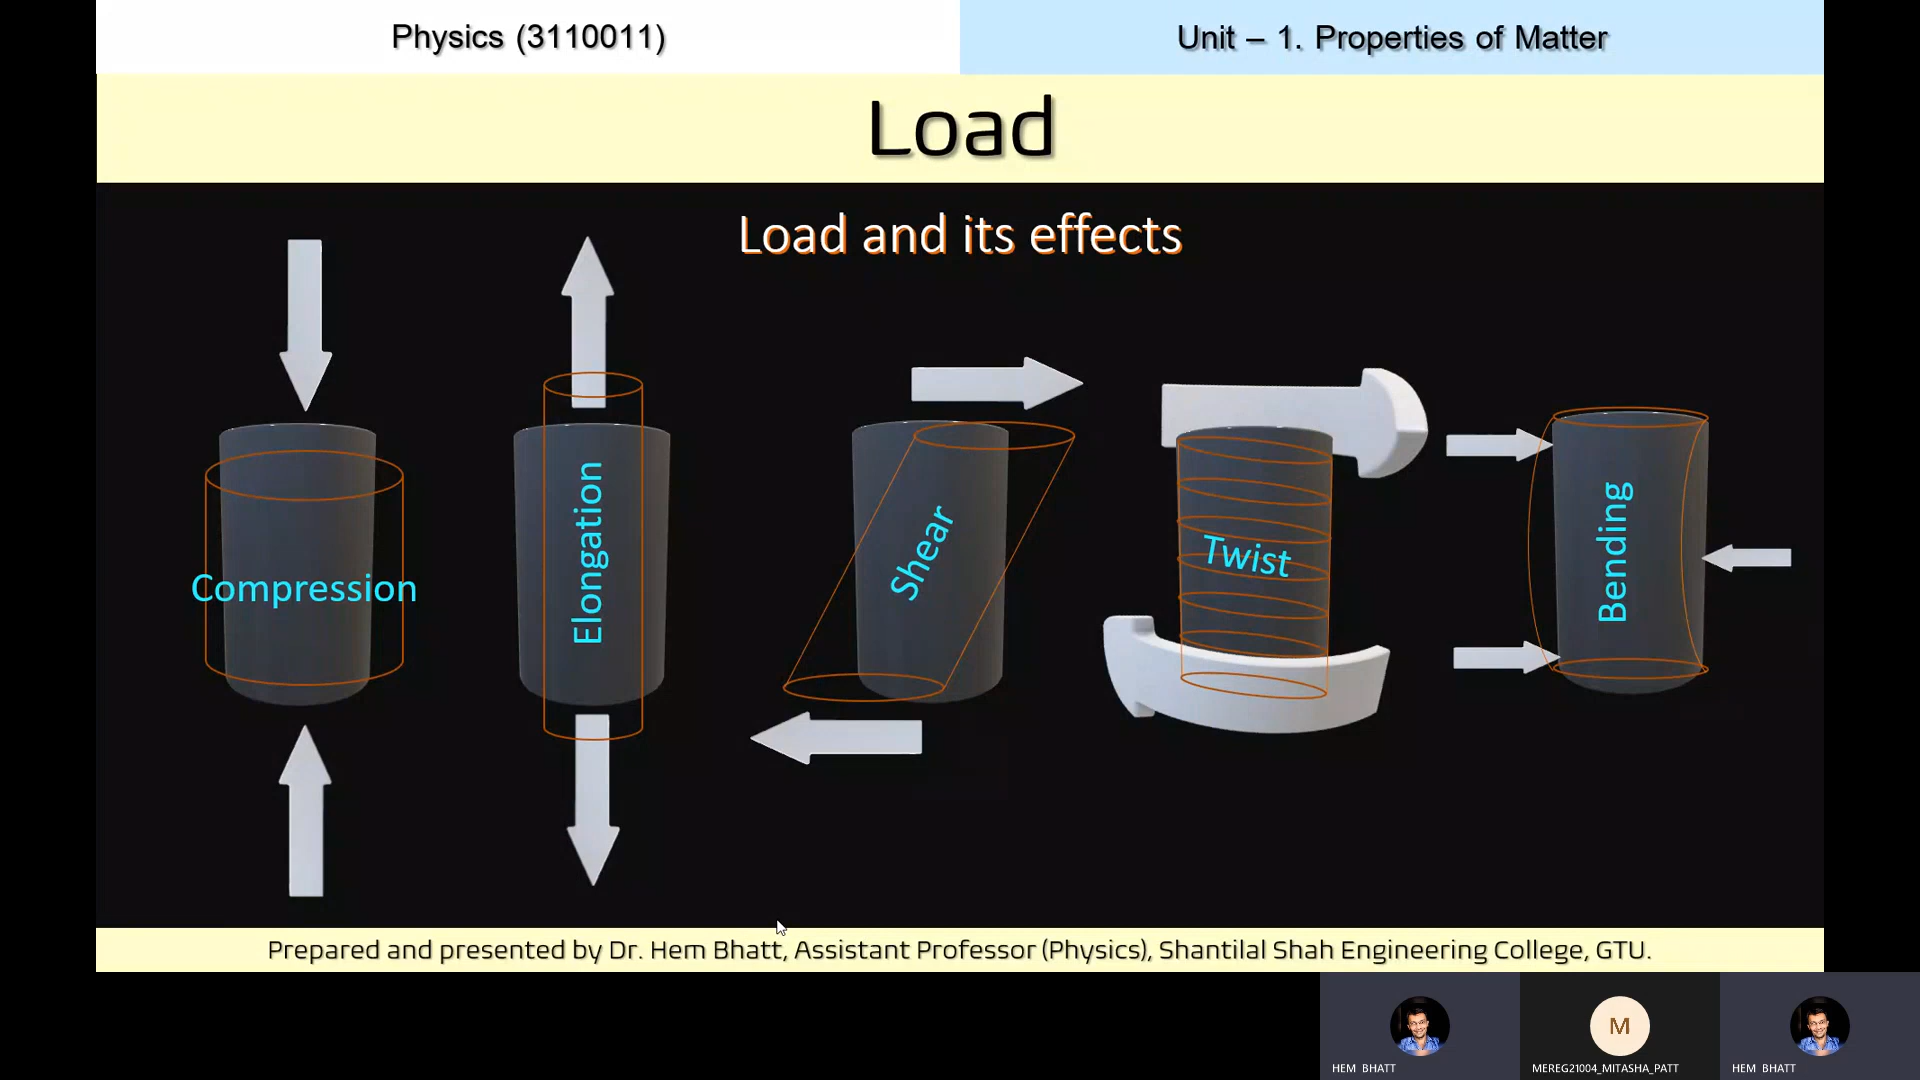 Physics (3110011)
Unit – 1. Properties of Matter
Load
Load and its effects
Compression
Elongation
Shear
Twist
Bending
Prepared and presented by Dr. Hem Bhatt, Assistant Professor (Physics), Shantilal Shah Engineering College, GTU.
M
HEM BHATT
MEREG21004_MITASHA_PATT
HEM BHATT